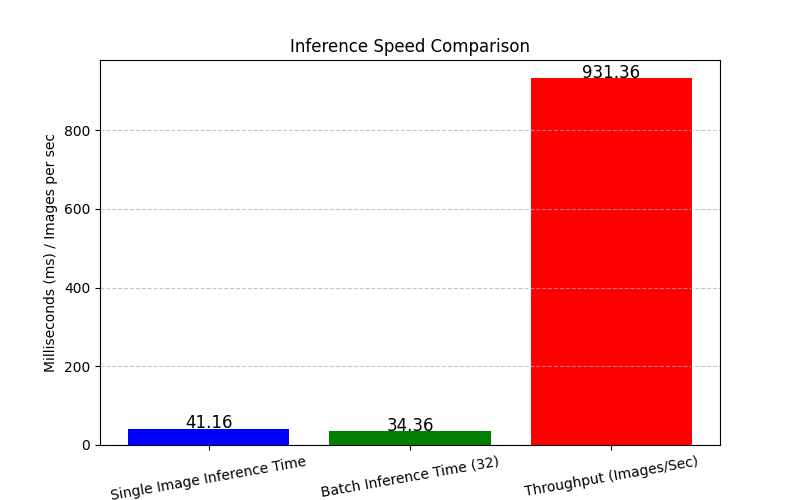 Inference Speed Comparison
Milliseconds (ms) / Images per sec
800
600
400
200
0
41.16
34.36
931.36
Single Image Inference Time
Batch Inference Time (32)
Throughput (Images/Sec)